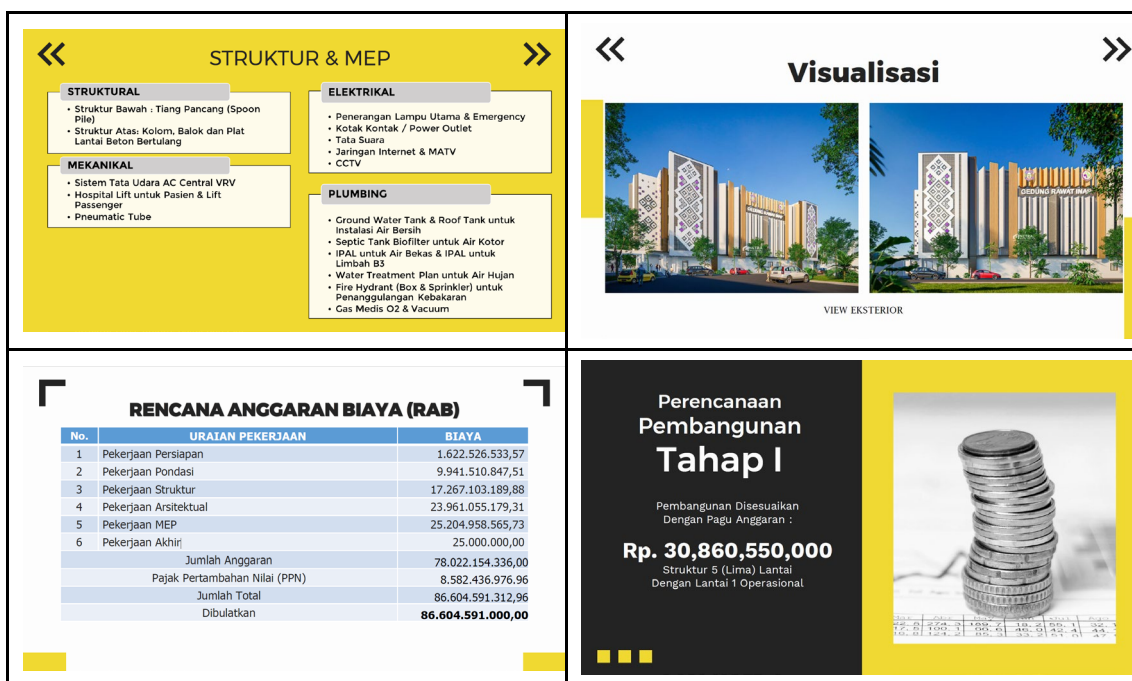 STRUKTUR & MEP
STRUKTURAL
• Struktur Bawah : Tiang Pancang (Spoon
Pile)
• Struktur Atas: Kolom, Balok dan Plat
Lantai Beton Bertulang
MEKANIKAL
• Sistem Tata Udara AC Central VRV
• Hospital Lift untuk Pasien & Lift
Passenger
• Pneumatic Tube
ELEKTRIKAL
• Penerangan Lampu Utama & Emergency
• Kotak Kontak / Power Outlet
• Tata Suara
• Jaringan Internet & MATV
• CCTV
PLUMBING
• Ground Water Tank & Roof Tank untuk
Instalasi Air Bersih
• Septic Tank Biofilter untuk Air Kotor
• IPAL untuk Air Bekas & IPAL untuk
Limbah B3
• Water Treatment Plan untuk Air Hujan
• Fire Hydrant (Box & Sprinkler) untuk
Penanggulangan Kebakaran
• Gas Medis O2 & Vacuum
Visualisasi
GEDUNG RAWAT INAP
GEDUNG RAWAT INAP
VIEW EKSTERIOR
RENCANA ANGGARAN BIAYA (RAB)
No. URAIAN PEKERJAAN BIAYA
1 Pekerjaan Persiapan 1.622.526.533,57
2 Pekerjaan Pondasi 9.941.510.847,51
3 Pekerjaan Struktur 17.267.103.189,88
4 Pekerjaan Arsitektual 23.961.055.179,31
5 Pekerjaan MEP 25.204.958.565,73
6 Pekerjaan Akhir 25.000.000,00
Jumlah Anggaran 78.022.154.336,00
Pajak Pertambahan Nilai (PPN) 8.582.436.976.96
Jumlah Total 86.604.591.312,96
Dibulatkan 86.604.591.000,00
Perencanaan
Pembangunan
Tahap I
Pembangunan Disesuaikan
Dengan Pagu Anggaran :
Rp. 30,860,550,000
Struktur 5 (Lima) Lantai
Dengan Lantai 1 Operasional